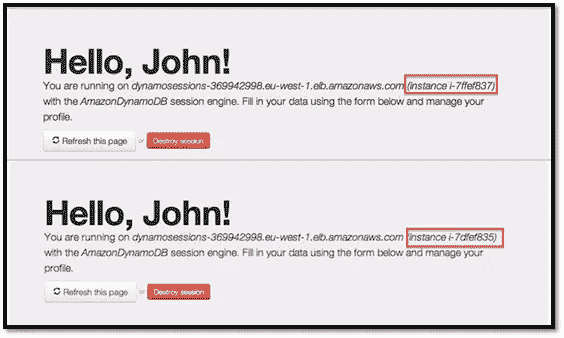 Hello, John!
You are running on dynamosessions-369942998.eu-west-1.elb.amazonaws.com (instance i-7ffef837)
with the AmazonDynamoDB session engine. Fill in your data using the form below and manage your
profile.
Refresh this page or Destroy session
Hello, John!
You are running on dynamosessions-369942998.eu-west-1.elb.amazonaws.com (instance i-7dfef835)
with the AmazonDynamoDB session engine. Fill in your data using the form below and manage your
profile.
Refresh this page or Destroy session